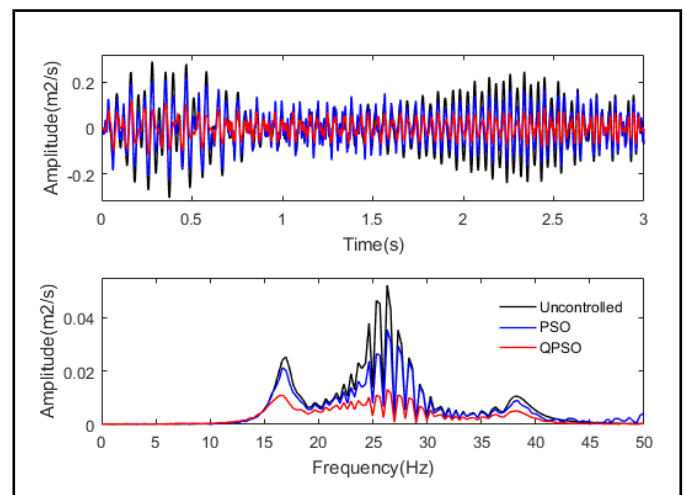 0.2
0
-0.2
Amplitude(m2/s)
0 0.5 1 1.5 2 2.5 3
Time(s)
0.04
0.02
0
Amplitude(m2/s)
Uncontrolled
PSO
QPSO
0 5 10 15 20 25 30 35 40 45 50
Frequency(Hz)